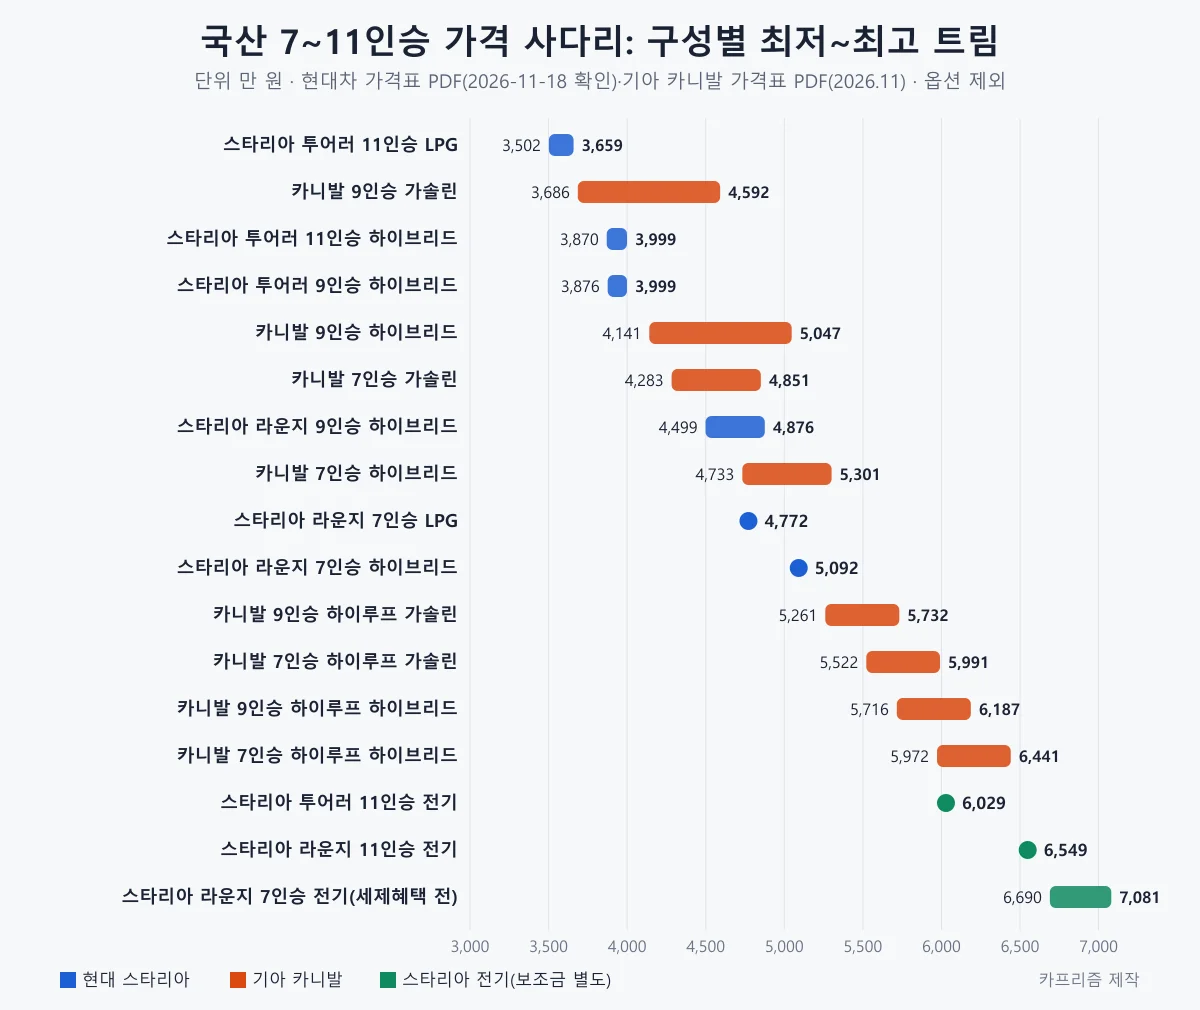 국산 7~11인승 가격 사다리: 구성별 최저~최고 트림
단위 만 원 · 현대차 가격표 PDF(2026-11-18 확인)·기아 카니발 가격표 PDF(2026.11) · 옵션 제외
스타리아 투어러 11인승 LPG 3,502 3,659
카니발 9인승 가솔린 3,686 4,592
스타리아 투어러 11인승 하이브리드 3,870 3,999
스타리아 투어러 9인승 하이브리드 3,876 3,999
카니발 9인승 하이브리드 4,141 5,047
카니발 7인승 가솔린 4,283 4,851
스타리아 라운지 9인승 하이브리드 4,499 4,876
카니발 7인승 하이브리드 4,733 5,301
스타리아 라운지 7인승 LPG 4,772
스타리아 라운지 7인승 하이브리드 5,092
카니발 9인승 하이루프 가솔린 5,261 5,732
카니발 7인승 하이루프 가솔린 5,522 5,991
카니발 9인승 하이루프 하이브리드 5,716 6,187
카니발 7인승 하이루프 하이브리드 5,972 6,441
스타리아 투어러 11인승 전기 6,029
스타리아 라운지 11인승 전기 6,549
스타리아 라운지 7인승 전기(세제혜택 전) 6,690 7,081
3,000 3,500 4,000 4,500 5,000 5,500 6,000 6,500 7,000
현대 스타리아 기아 카니발 스타리아 전기(보조금 별도) 카프리즘 제작